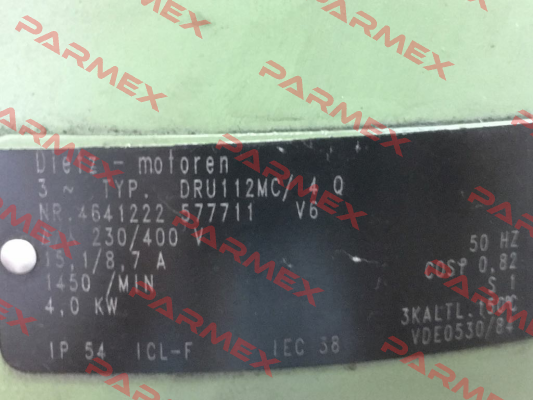 Dietz - motoren
3 ~ TYP. DRU112MC/ 4 Q
NR. 4641222 577711 V6
230/400 V 50 HZ
15,1/8,7 A COSf 0,82
1450 /MIN S 1
4,0 KW 3KALTL.150°C
VDE0530/84
IP 54 ICL-F IEC 38
PARMEX
PARMEX
PARMEX
PARMEX
PARMEX
PARMEX